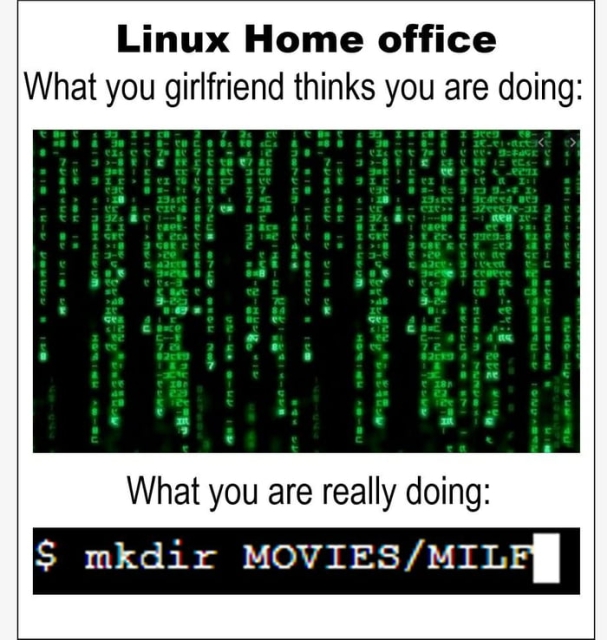 Linux Home office
What you girlfriend thinks you are doing:
What you are really doing:
$ mkdir MOVIES/MILF